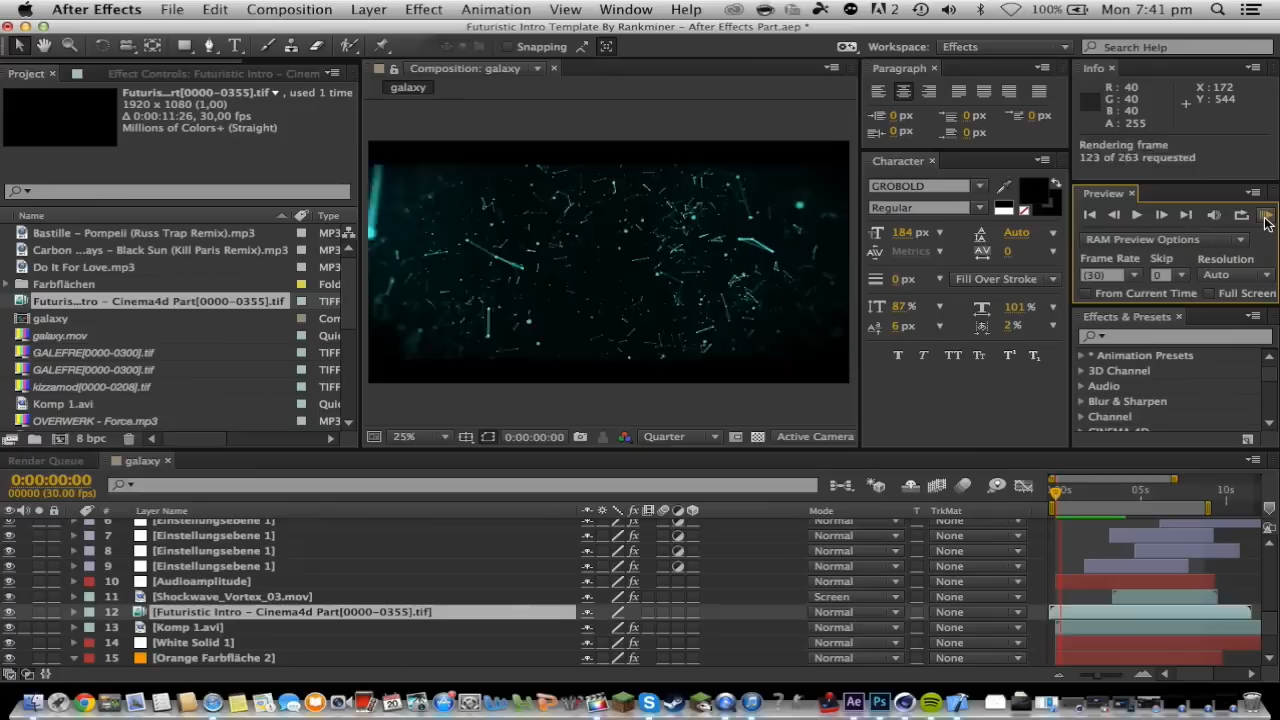 After Effects File Edit Composition Layer Effect Animation View Window Help 2 100% Mon 7:41 pm
Futuristic Intro Template By Rankminer - After Effects Part.aep *
Snapping Workspace: Effects Search Help
Project × Effect Controls: Futuristic Intro - Cinem
Futuris...rt[0000-0355].tif , used 1 time
1920 x 1080 (1,00)
Δ 0:00:11:26, 30,00 fps
Millions of Colors+ (Straight)
Name Type
Bastille - Pompeii (Russ Trap Remix).mp3 MP3
Carbon ...ays - Black Sun (Kill Paris Remix).mp3 MP3
Do It For Love.mp3 MP3
Farbflächen Fold
Futuris...tro - Cinema4d Part[0000-0355].tif TIFF
galaxy Com
galaxy.mov Quic
GALEFRE[0000-0300].tif TIFF
GALEFRE[0000-0300].tif TIFF
kizzamod[0000-0208].tif TIFF
Komp 1.avi Quic
OVERWERK - Force.mp3 MP3
8 bpc
Composition: galaxy ×
galaxy
25% 0:00:00:00 Quarter Active Camera
Paragraph ×
0 px 0 px 0 px
0 px 0 px
Character ×
GROBOLD
Regular
184 px Auto
Metrics 0
0 px Fill Over Stroke
87 % 101 %
6 px 2 %
T T TT Tt T¹ T₁
Info ×
R : 40 X : 172
G : 40 Y : 544
B : 40
A : 255
Rendering frame
123 of 263 requested
Preview ×
RAM Preview Options
Frame Rate Skip Resolution
(30) 0 Auto
From Current Time Full Screen
Effects & Presets ×
* Animation Presets
3D Channel
Audio
Blur & Sharpen
Channel
CINEMA 4D
Render Queue galaxy ×
0:00:00:00
00000 (30.00 fps)
05s 10s
# Layer Name Mode T TrkMat
6 [Einstellungsebene 1] Normal None
7 [Einstellungsebene 1] Normal None
8 [Einstellungsebene 1] Normal None
9 [Einstellungsebene 1] Normal None
10 [Audioamplitude] Normal None
11 [Shockwave_Vortex_03.mov] Screen None
12 [Futuristic Intro - Cinema4d Part[0000-0355].tif] Normal None
13 [Komp 1.avi] Normal None
14 [White Solid 1] Normal None
15 [Orange Farbfläche 2] Normal None